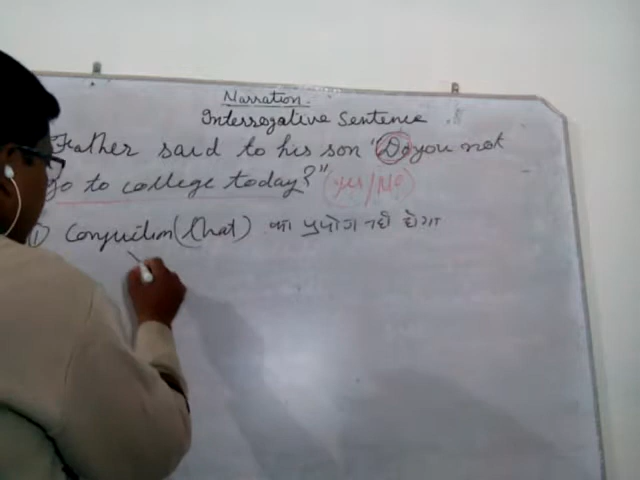 Narration.
Interrogative Sentence
Father said to his son "Do you not
go to college today?" (yes/No)
① Conjuction (that) का प्रयोग नही होगा